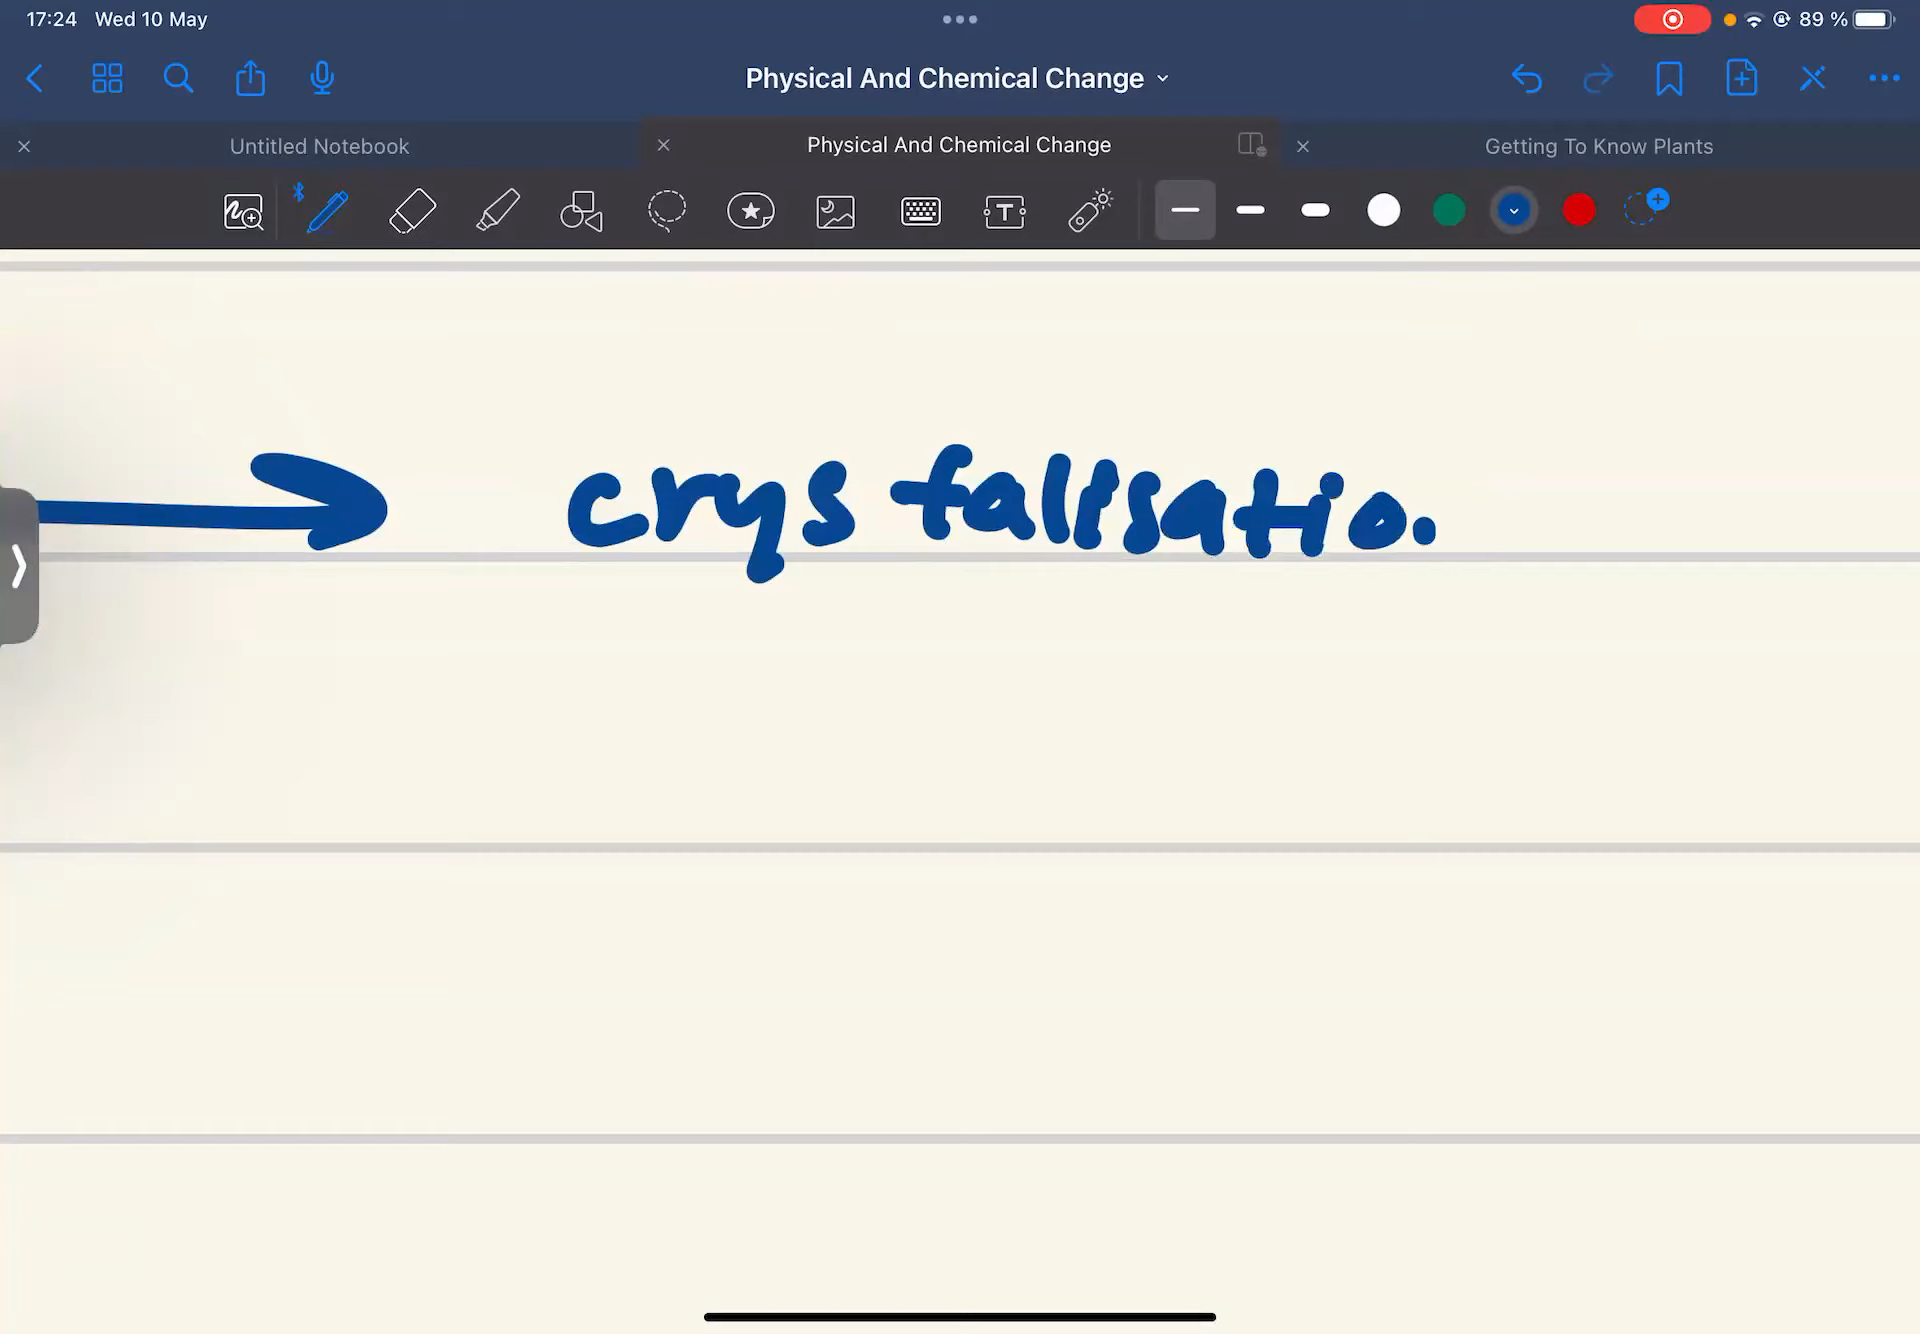 17:24 Wed 10 May 89 %
Physical And Chemical Change
Untitled Notebook Physical And Chemical Change Getting To Know Plants
T
crystalisatio.